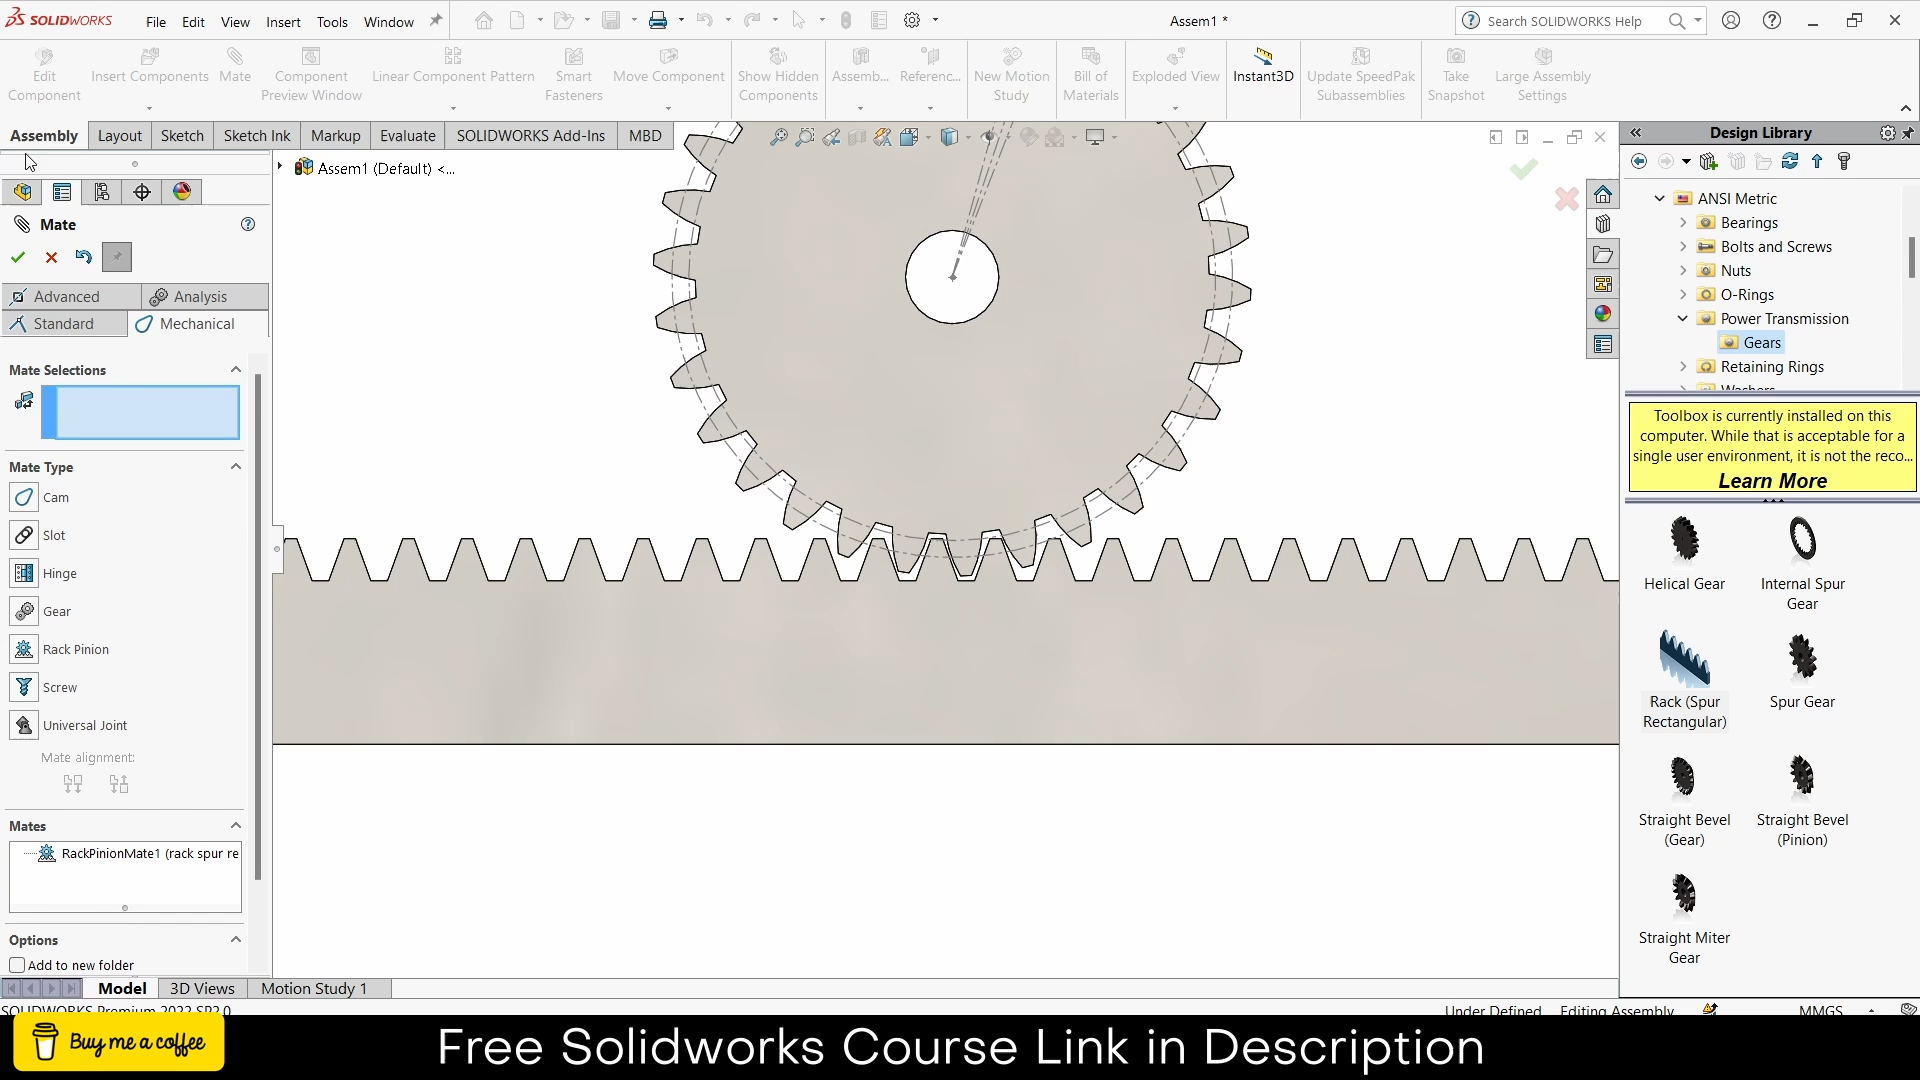 SOLIDWORKS File Edit View Insert Tools Window Assem1 * Search SOLIDWORKS Help
Edit Component
Insert Components
Mate
Component Preview Window
Linear Component Pattern
Smart Fasteners
Move Component
Show Hidden Components
Assemb...
Referenc...
New Motion Study
Bill of Materials
Exploded View
Instant3D
Update SpeedPak Subassemblies
Take Snapshot
Large Assembly Settings
Assembly Layout Sketch Sketch Ink Markup Evaluate SOLIDWORKS Add-Ins MBD
Assem1 (Default) <...
Mate
Advanced Analysis
Standard Mechanical
Mate Selections
Mate Type
Cam
Slot
Hinge
Gear
Rack Pinion
Screw
Universal Joint
Mate alignment:
Mates
RackPinionMate1 (rack spur re
Options
Add to new folder
Model 3D Views Motion Study 1
SOLIDWORKS Premium 2022 SP2.0
Under Defined Editing Assembly MMGS
Design Library
ANSI Metric
Bearings
Bolts and Screws
Nuts
O-Rings
Power Transmission
Gears
Retaining Rings
Washers
Toolbox is currently installed on this
computer. While that is acceptable for a
single user environment, it is not the reco...
Learn More
Helical Gear
Internal Spur
Gear
Rack (Spur
Rectangular)
Spur Gear
Straight Bevel
(Gear)
Straight Bevel
(Pinion)
Straight Miter
Gear
Buy me a coffee
Free Solidworks Course Link in Description